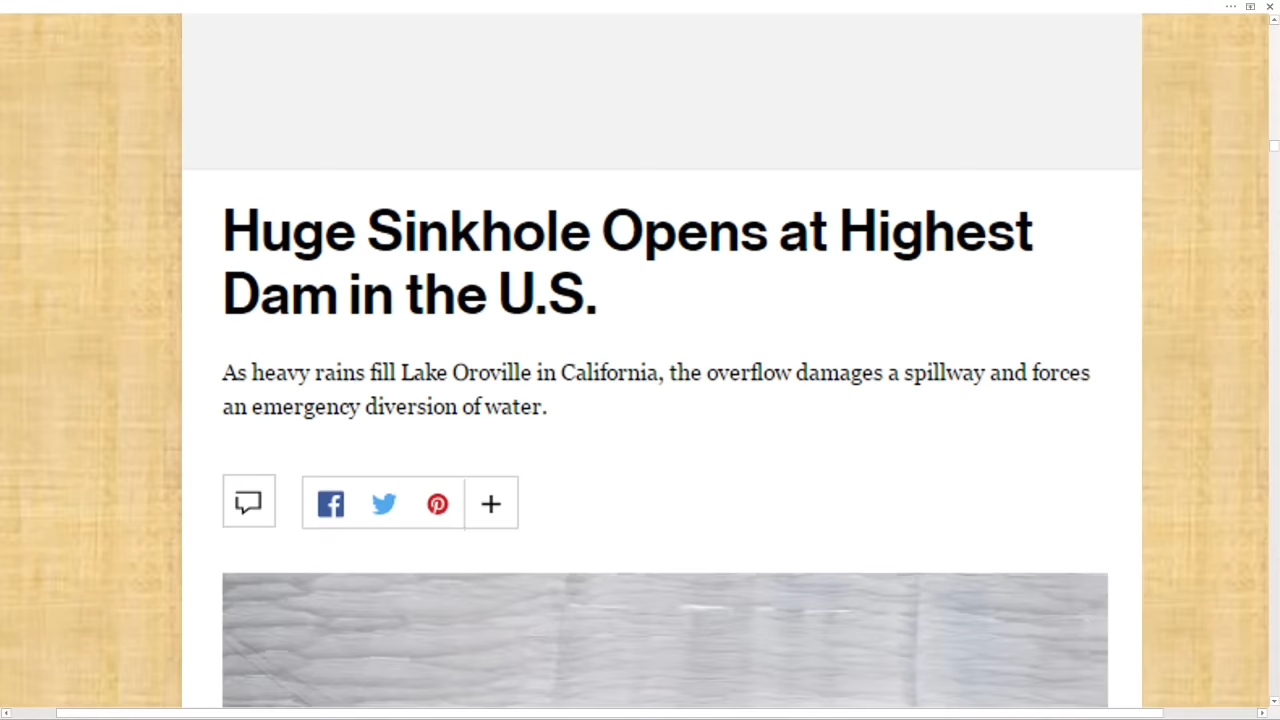 Huge Sinkhole Opens at Highest
Dam in the U.S.
As heavy rains fill Lake Oroville in California, the overflow damages a spillway and forces
an emergency diversion of water.